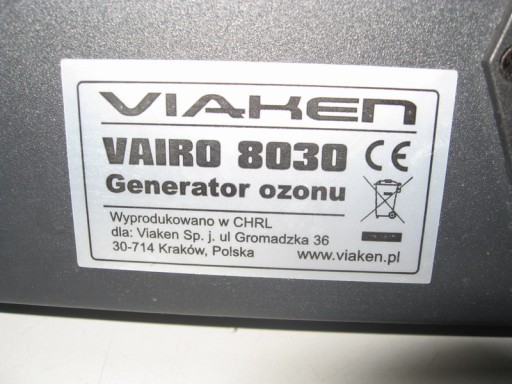 VIAKEN
VAIRO 8030 CE
Generator ozonu
Wyprodukowano w CHRL
dla: Viaken Sp. j. ul Gromadzka 36
30-714 Kraków, Polska www.viaken.pl